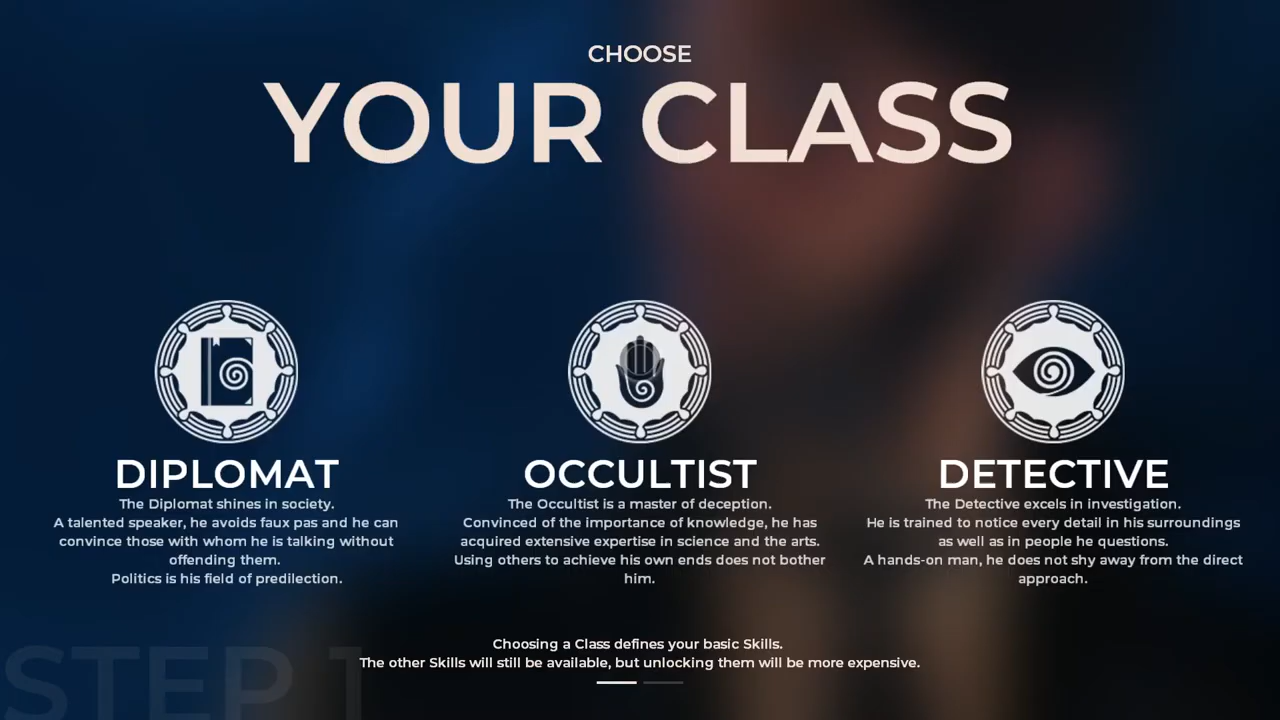 CHOOSE
YOUR CLASS
DIPLOMAT
The Diplomat shines in society.
A talented speaker, he avoids faux pas and he can
convince those with whom he is talking without
offending them.
Politics is his field of predilection.
OCCULTIST
The Occultist is a master of deception.
Convinced of the importance of knowledge, he has
acquired extensive expertise in science and the arts.
Using others to achieve his own ends does not bother
him.
DETECTIVE
The Detective excels in investigation.
He is trained to notice every detail in his surroundings
as well as in people he questions.
A hands-on man, he does not shy away from the direct
approach.
Choosing a Class defines your basic Skills.
The other Skills will still be available, but unlocking them will be more expensive.
STEP 1